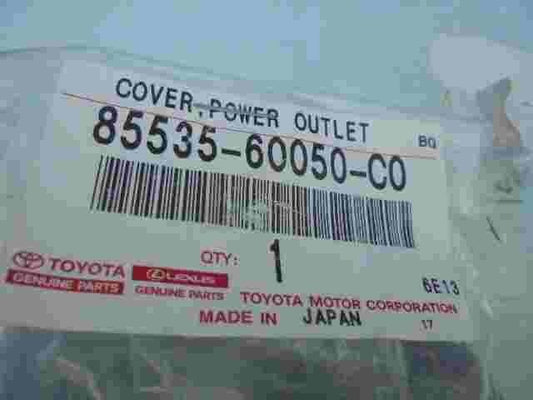 COVER, POWER OUTLET
BQ
85535-60050-C0
QTY: 1
6E13
TOYOTA
GENUINE PARTS
LEXUS
GENUINE PARTS
TOYOTA MOTOR CORPORATION
MADE IN JAPAN
17